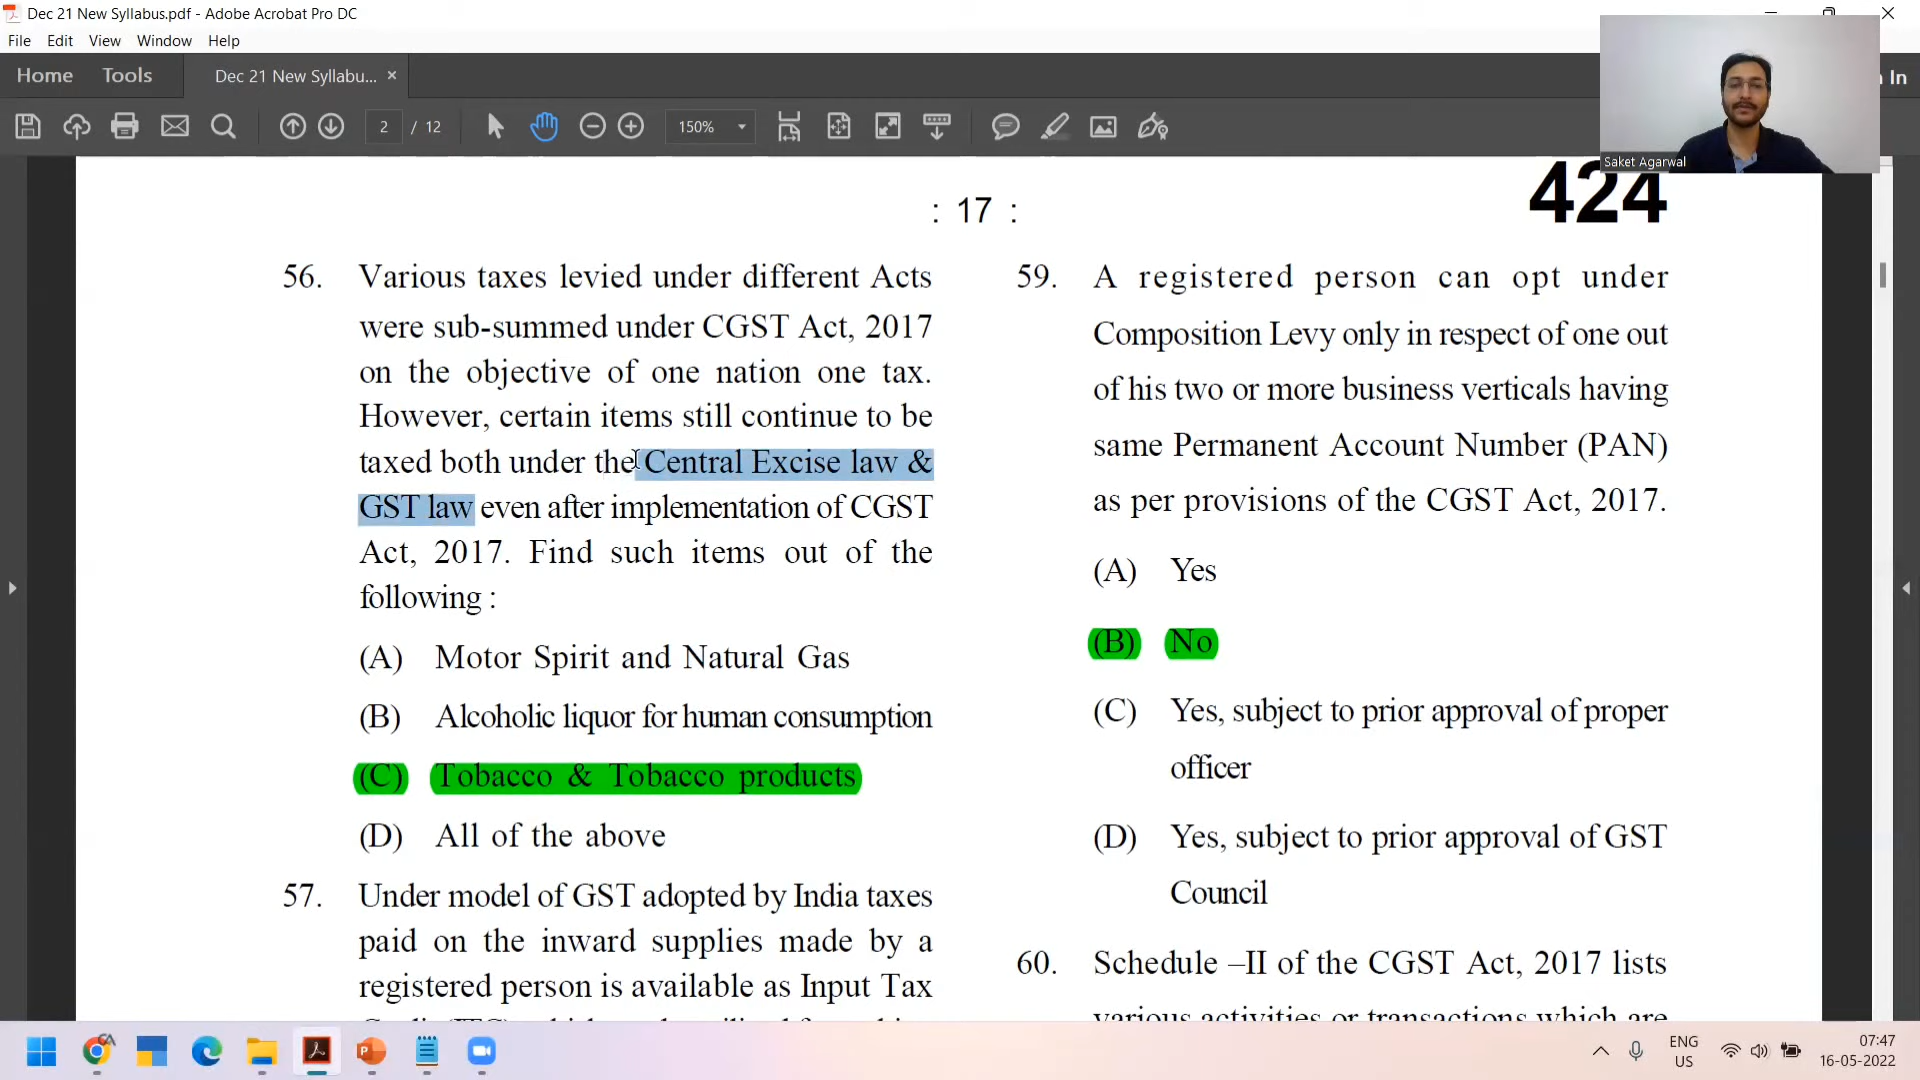 Dec 21 New Syllabus.pdf - Adobe Acrobat Pro DC
File Edit View Window Help
Home Tools Dec 21 New Syllabu... ×
In
2 / 12 150%
Saket Agarwal
424
: 17 :
56. Various taxes levied under different Acts
were sub-summed under CGST Act, 2017
on the objective of one nation one tax.
However, certain items still continue to be
taxed both under the Central Excise law &
GST law even after implementation of CGST
Act, 2017. Find such items out of the
following :
(A) Motor Spirit and Natural Gas
(B) Alcoholic liquor for human consumption
(C) Tobacco & Tobacco products
(D) All of the above
57. Under model of GST adopted by India taxes
paid on the inward supplies made by a
registered person is available as Input Tax
59. A registered person can opt under
Composition Levy only in respect of one out
of his two or more business verticals having
same Permanent Account Number (PAN)
as per provisions of the CGST Act, 2017.
(A) Yes
(B) No
(C) Yes, subject to prior approval of proper
officer
(D) Yes, subject to prior approval of GST
Council
60. Schedule –II of the CGST Act, 2017 lists
various activities or transactions which are
ENG
US
07:47
16-05-2022